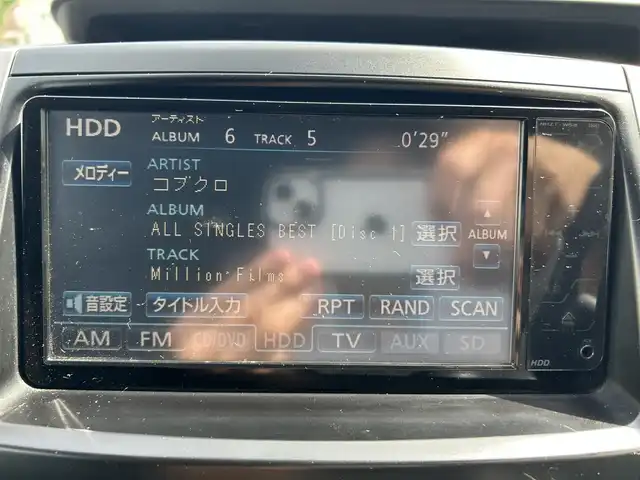 HDD
アーティスト
ALBUM 6 TRACK 5 0'29"
メロディー
ARTIST
コブクロ
ALBUM
ALL SINGLES BEST [Disc 1] 選択
ALBUM
TRACK
Million Films 選択
音設定 タイトル入力 RPT RAND SCAN
AM FM CD/DVD HDD TV AUX SD
HDD